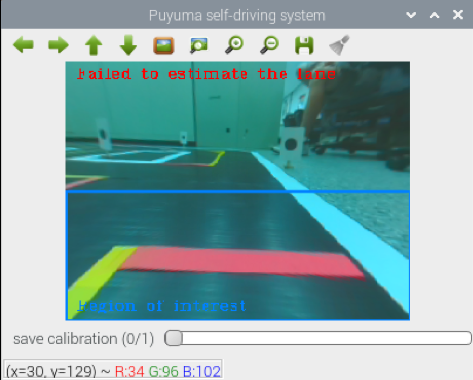 Puyuma self-driving system
Failed to estimate the lane
Region of interest
save calibration (0/1)
(x=30, y=129) ~ R:34 G:96 B:102